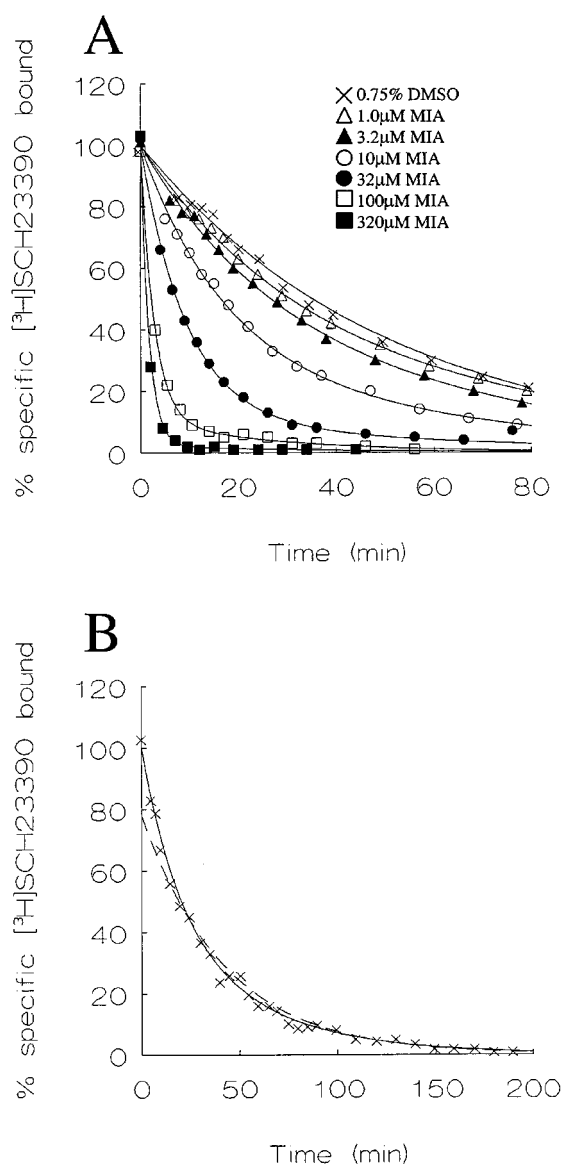 A
% specific [³H]SCH23390 bound
120
100
80
60
40
20
0
0.75% DMSO
1.0µM MIA
3.2µM MIA
10µM MIA
32µM MIA
100µM MIA
320µM MIA
0 20 40 60 80
Time (min)
B
% specific [³H]SCH23390 bound
120
100
80
60
40
20
0
0 50 100 150 200
Time (min)